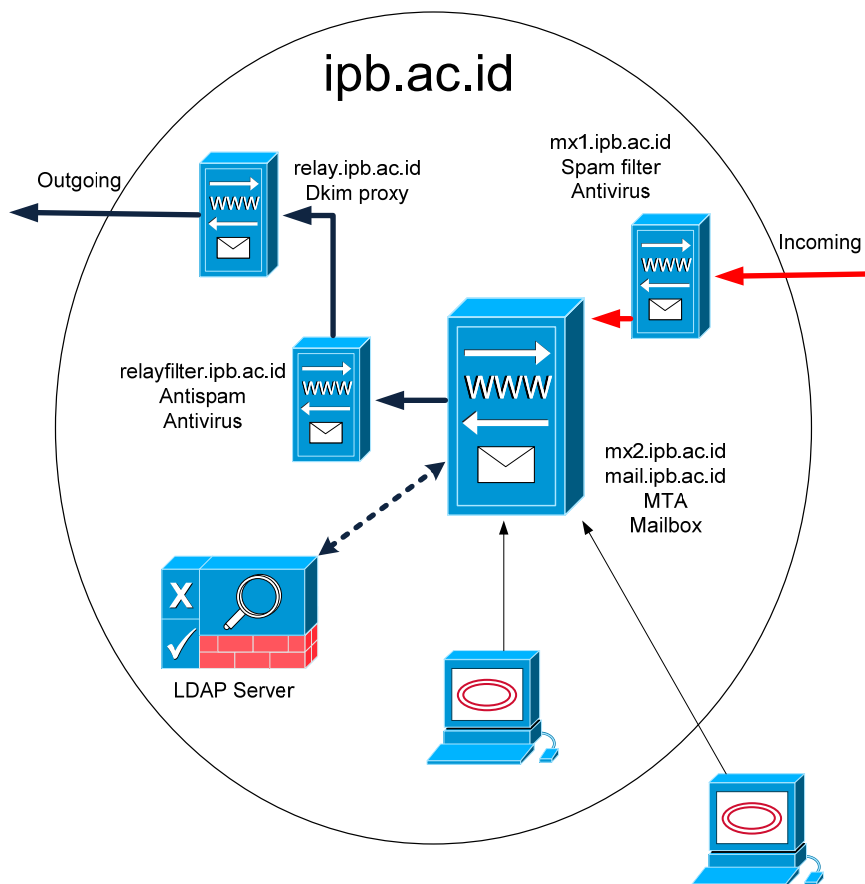 ipb.ac.id
mx1.ipb.ac.id
Spam filter
Antivirus
relay.ipb.ac.id
Dkim proxy
Outgoing
WWW
Incoming
WWW
relayfilter.ipb.ac.id
Antispam
Antivirus
WWW
WWW
mx2.ipb.ac.id
mail.ipb.ac.id
MTA
Mailbox
X
LDAP Server